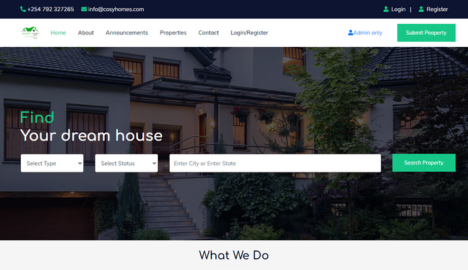 +254 792 327265 info@cosyhomes.com Login | Register
Home About Announcements Properties Contact Login/Register Admin only Submit Property
Find
Your dream house
Select Type Select Status Enter City or Enter State Search Property
What We Do